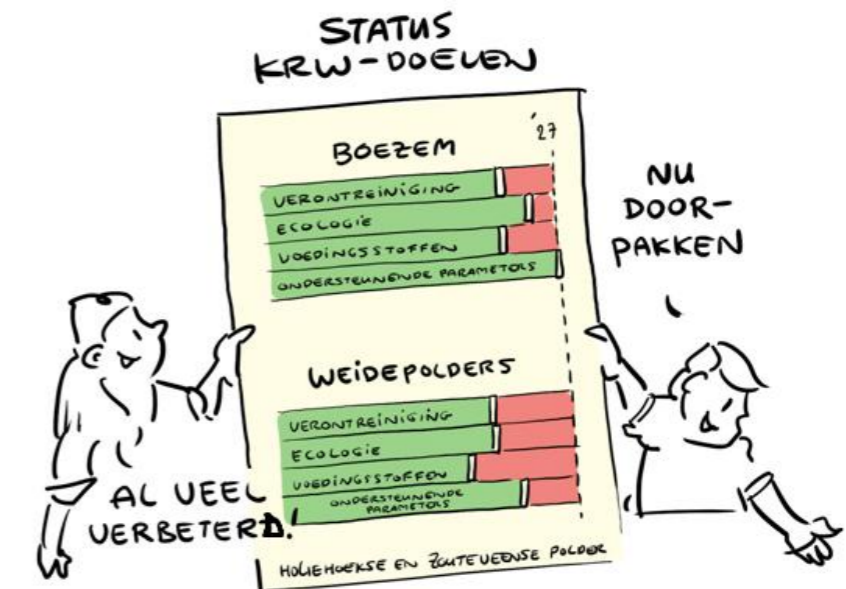 STATUS
KRW-DOELEN
'27
BOEZEM
VERONTREINIGING
ECOLOGIE
VOEDINGSSTOFFEN
ONDERSTEUNENDE PARAMETERS
NU
DOOR-
PAKKEN
WEIDEPOLDERS
VERONTREINIGING
ECOLOGIE
VOEDINGSSTOFFEN
ONDERSTEUNENDE
PARAMETERS
AL VEEL
VERBETERD!
HOLIEHOEKSE EN ZOUTEVEENSE POLDER